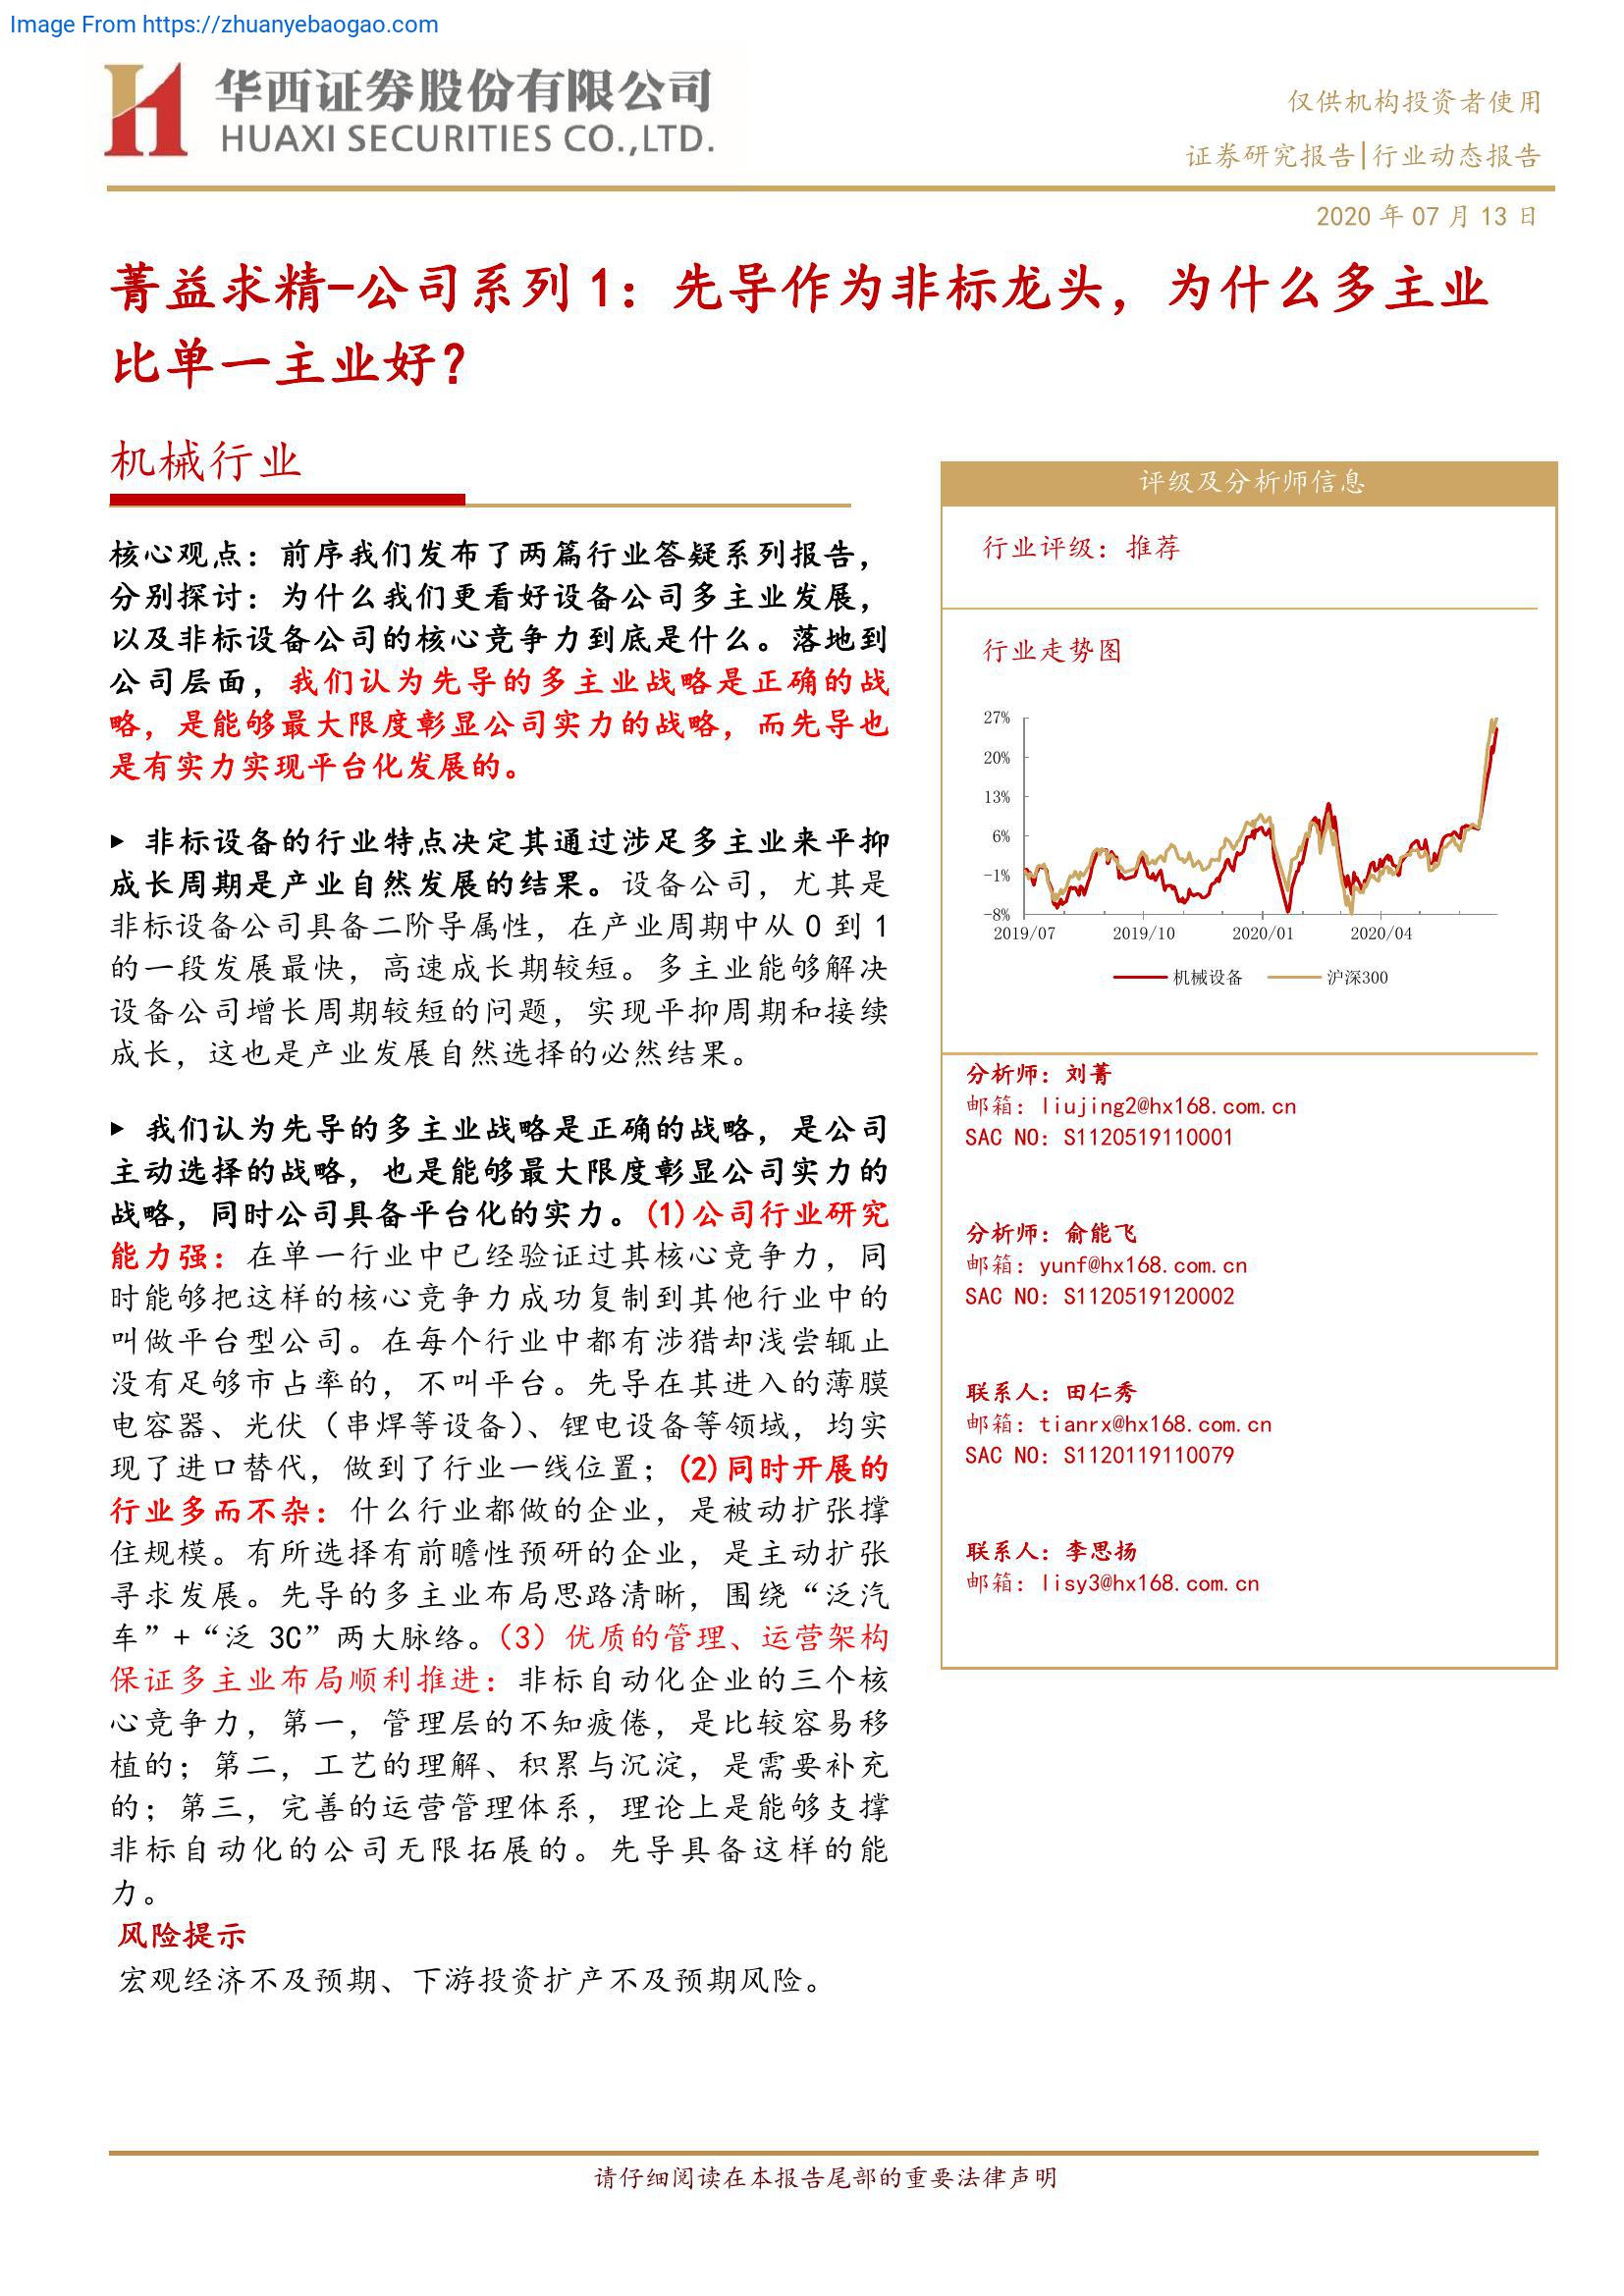 Image From https://zhuanyebaogao.com
华西证券股份有限公司
HUAXI SECURITIES CO.,LTD.
仅供机构投资者使用
证券研究报告|行业动态报告
2020 年 07 月 13 日
菁益求精-公司系列 1：先导作为非标龙头，为什么多主业
比单一主业好？
机械行业
核心观点：前序我们发布了两篇行业答疑系列报告，
分别探讨：为什么我们更看好设备公司多主业发展，
以及非标设备公司的核心竞争力到底是什么。落地到
公司层面，我们认为先导的多主业战略是正确的战
略，是能够最大限度彰显公司实力的战略，而先导也
是有实力实现平台化发展的。
► 非标设备的行业特点决定其通过涉足多主业来平抑
成长周期是产业自然发展的结果。设备公司，尤其是
非标设备公司具备二阶导属性，在产业周期中从 0 到 1
的一段发展最快，高速成长期较短。多主业能够解决
设备公司增长周期较短的问题，实现平抑周期和接续
成长，这也是产业发展自然选择的必然结果。
► 我们认为先导的多主业战略是正确的战略，是公司
主动选择的战略，也是能够最大限度彰显公司实力的
战略，同时公司具备平台化的实力。(1)公司行业研究
能力强：在单一行业中已经验证过其核心竞争力，同
时能够把这样的核心竞争力成功复制到其他行业中的
叫做平台型公司。在每个行业中都有涉猎却浅尝辄止
没有足够市占率的，不叫平台。先导在其进入的薄膜
电容器、光伏（串焊等设备）、锂电设备等领域，均实
现了进口替代，做到了行业一线位置；(2)同时开展的
行业多而不杂：什么行业都做的企业，是被动扩张撑
住规模。有所选择有前瞻性预研的企业，是主动扩张
寻求发展。先导的多主业布局思路清晰，围绕“泛汽
车”+“泛 3C”两大脉络。（3）优质的管理、运营架构
保证多主业布局顺利推进：非标自动化企业的三个核
心竞争力，第一，管理层的不知疲倦，是比较容易移
植的；第二，工艺的理解、积累与沉淀，是需要补充
的；第三，完善的运营管理体系，理论上是能够支撑
非标自动化的公司无限拓展的。先导具备这样的能
力。
风险提示
宏观经济不及预期、下游投资扩产不及预期风险。
评级及分析师信息
行业评级：推荐
行业走势图
27%
20%
13%
6%
-1%
-8%
2019/07 2019/10 2020/01 2020/04
机械设备 沪深300
分析师：刘菁
邮箱：liujing2@hx168.com.cn
SAC NO：S1120519110001
分析师：俞能飞
邮箱：yunf@hx168.com.cn
SAC NO：S1120519120002
联系人：田仁秀
邮箱：tianrx@hx168.com.cn
SAC NO：S1120119110079
联系人：李思扬
邮箱：lisy3@hx168.com.cn
请仔细阅读在本报告尾部的重要法律声明